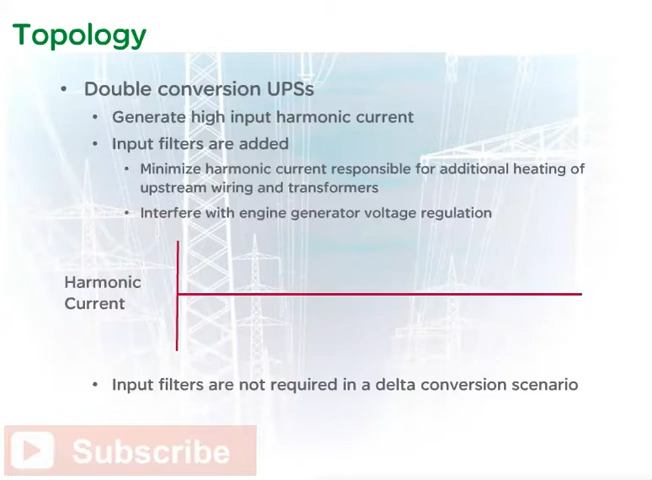 Topology
• Double conversion UPSs
• Generate high input harmonic current
• Input filters are added
• Minimize harmonic current responsible for additional heating of
upstream wiring and transformers
• Interfere with engine generator voltage regulation
Harmonic
Current
• Input filters are not required in a delta conversion scenario
Subscribe